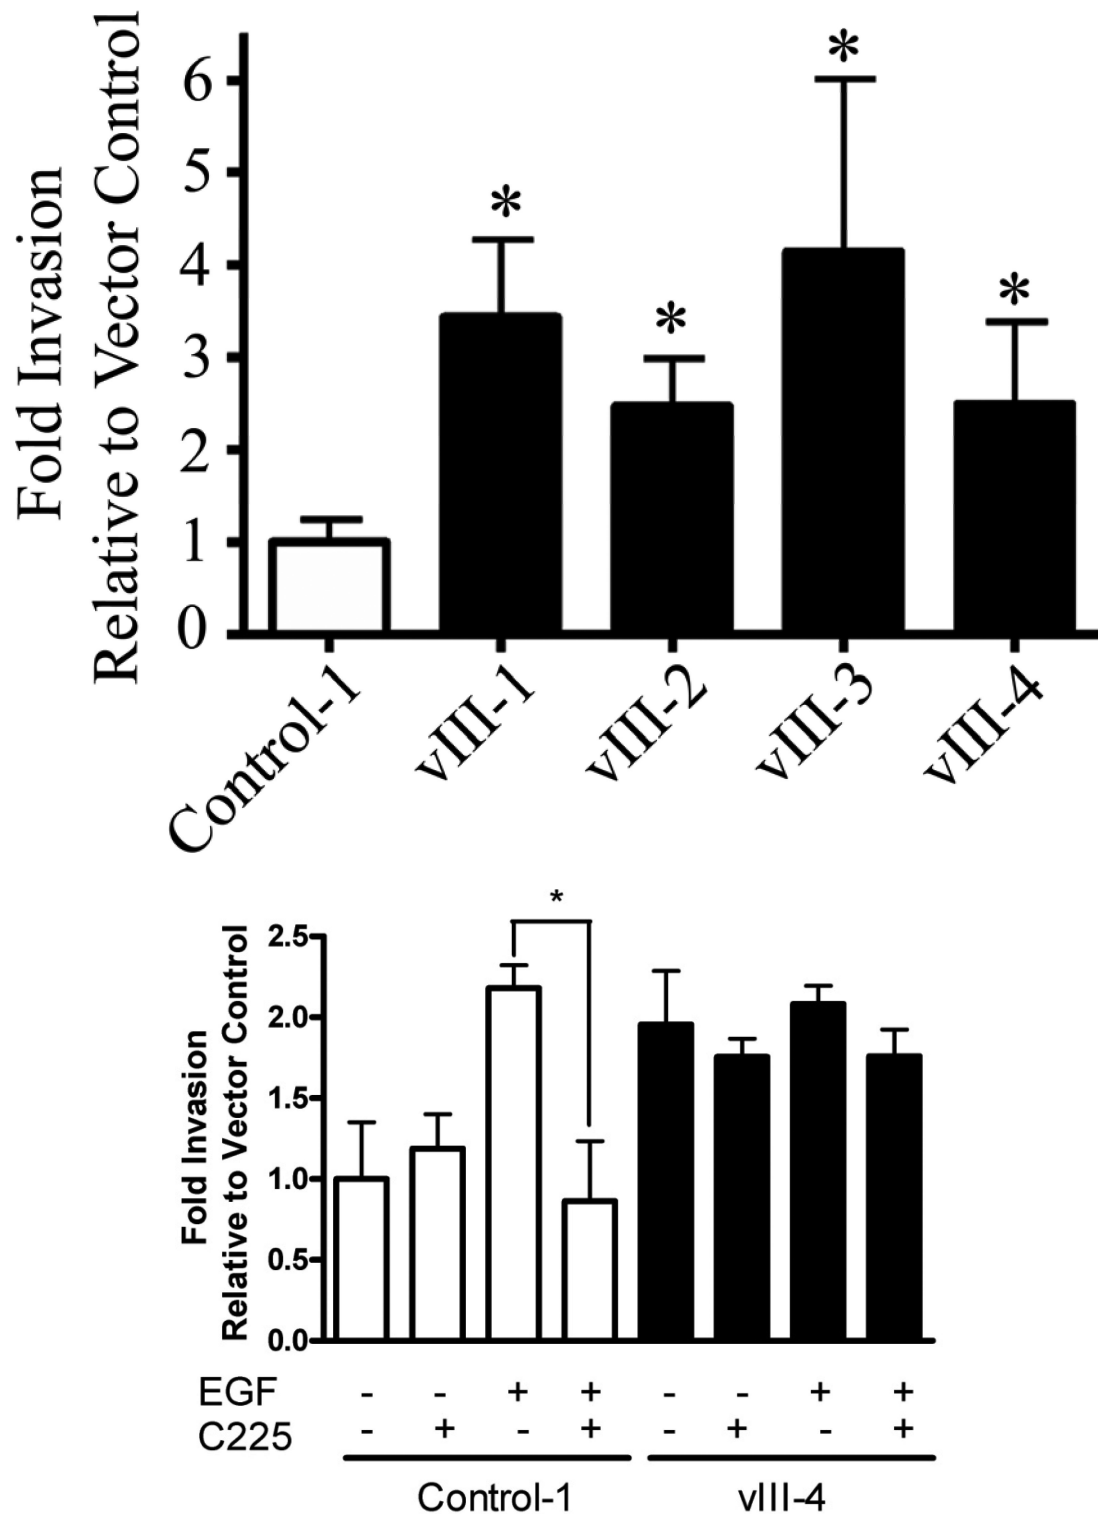 Fold Invasion
Relative to Vector Control
6
5
4
3
2
1
0
*
*
*
*
Control-1
vIII-1
vIII-2
vIII-3
vIII-4
Fold Invasion
Relative to Vector Control
2.5
2.0
1.5
1.0
0.5
0.0
*
EGF - - + + - - + +
C225 - + - + - + - +
Control-1 vIII-4